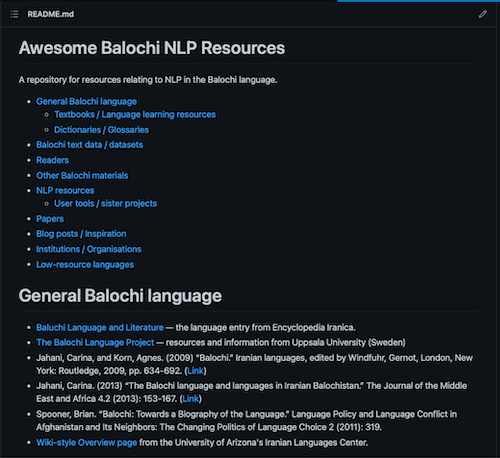 README.md
Awesome Balochi NLP Resources
A repository for resources relating to NLP in the Balochi language.
General Balochi language
Textbooks / Language learning resources
Dictionaries / Glossaries
Balochi text data / datasets
Readers
Other Balochi materials
NLP resources
User tools / sister projects
Papers
Blog posts / Inspiration
Institutions / Organisations
Low-resource languages
General Balochi language
Baluchi Language and Literature — the language entry from Encyclopedia Iranica.
The Balochi Language Project — resources and information from Uppsala University (Sweden)
Jahani, Carina, and Korn, Agnes. (2009) “Balochi.” Iranian languages, edited by Windfuhr, Gernot, London, New
York: Routledge, 2009, pp. 634-692. (Link)
Jahani, Carina. (2013) “The Balochi language and languages in Iranian Balochistan.” The Journal of the Middle
East and Africa 4.2 (2013): 153-167. (Link)
Spooner, Brian. “Balochi: Towards a Biography of the Language.” Language Policy and Language Conflict in
Afghanistan and Its Neighbors: The Changing Politics of Language Choice 2 (2011): 319.
Wiki-style Overview page from the University of Arizona's Iranian Languages Center.